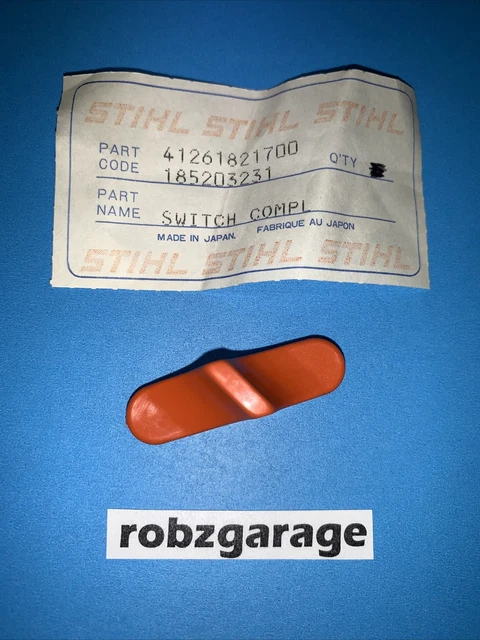 STIHL STIHL STIHL
PART CODE 41261821700 Q'TY
185203231
PART NAME SWITCH COMPL
MADE IN JAPAN. FABRIQUE AU JAPON
STIHL STIHL STIHL
robzgarage